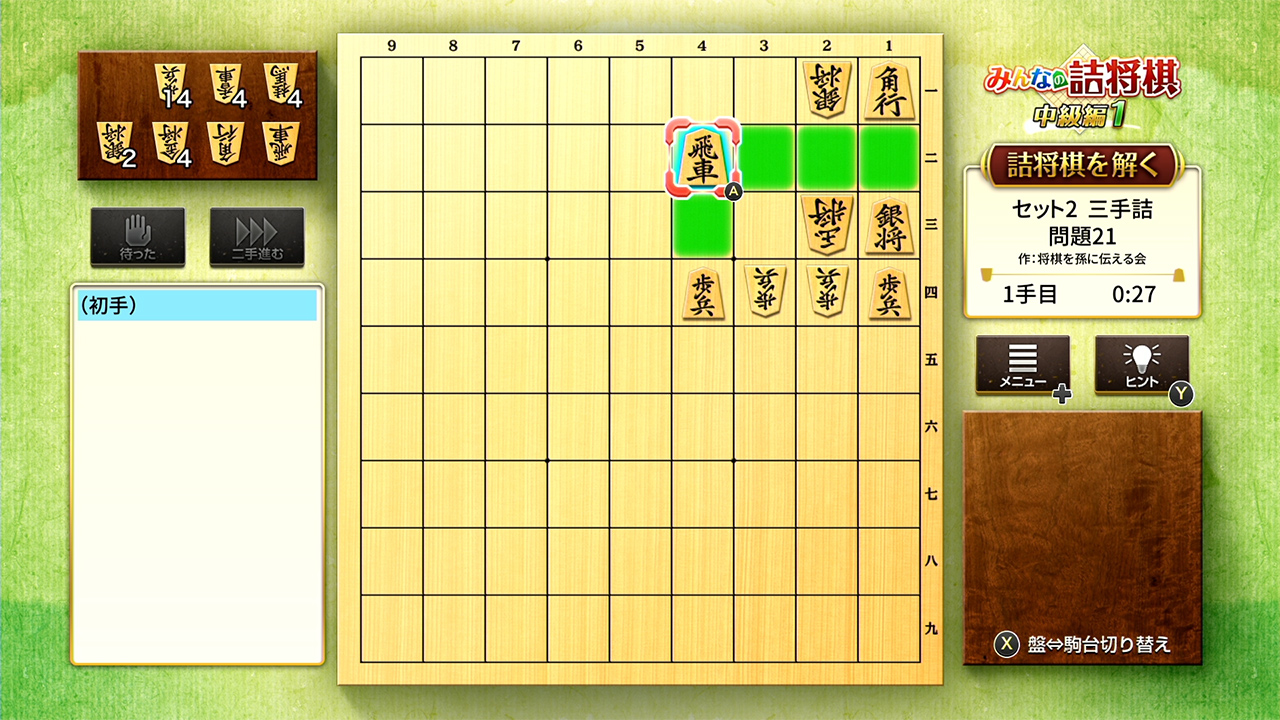 9 8 7 6 5 4 3 2 1
歩兵 14 香車 4 桂馬 4
銀将 2 金将 4 角行 飛車
待った
二手進む
(初手)
銀将 角行 一
飛車 A 二
王将 銀将 三
歩兵 歩兵 歩兵 歩兵 四
五
六
七
八
九
みんなの詰将棋
中級編1
詰将棋を解く
セット2 三手詰
問題21
作:将棋を孫に伝える会
1手目 0:27
メニュー
ヒント Y
X 盤⇔駒台切り替え